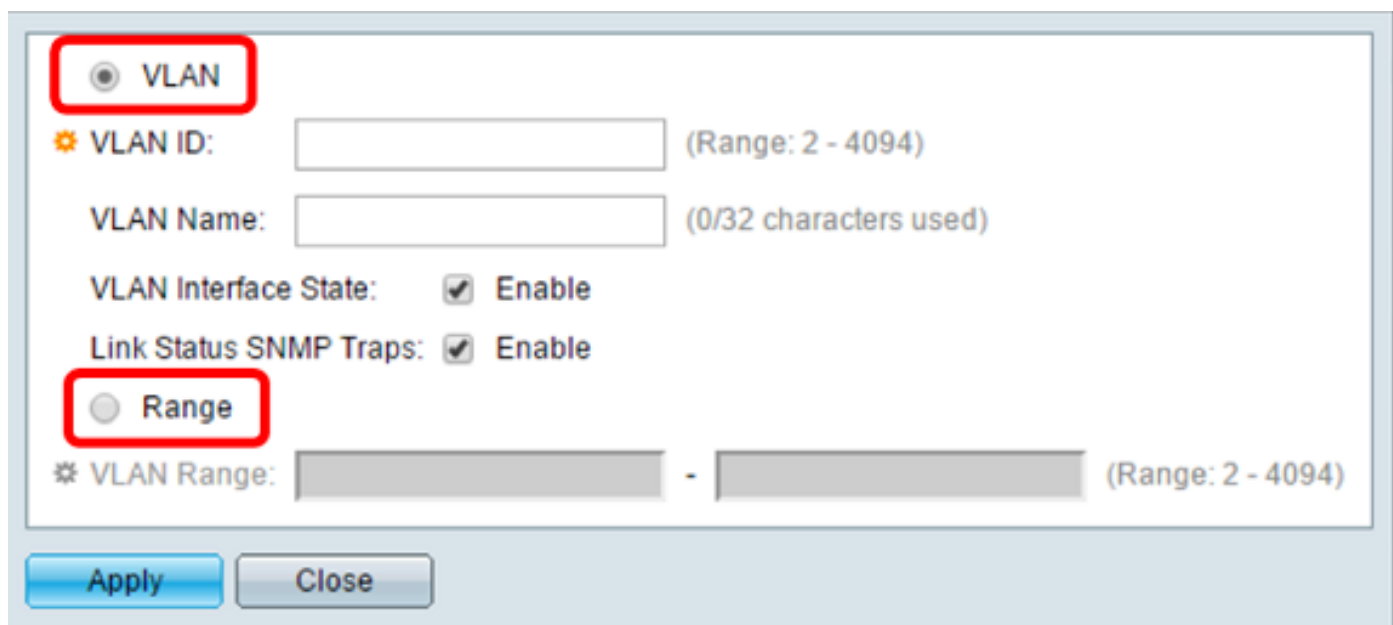 VLAN
VLAN ID: (Range: 2 - 4094)
VLAN Name: (0/32 characters used)
VLAN Interface State: Enable
Link Status SNMP Traps: Enable
Range
VLAN Range: - (Range: 2 - 4094)
Apply Close